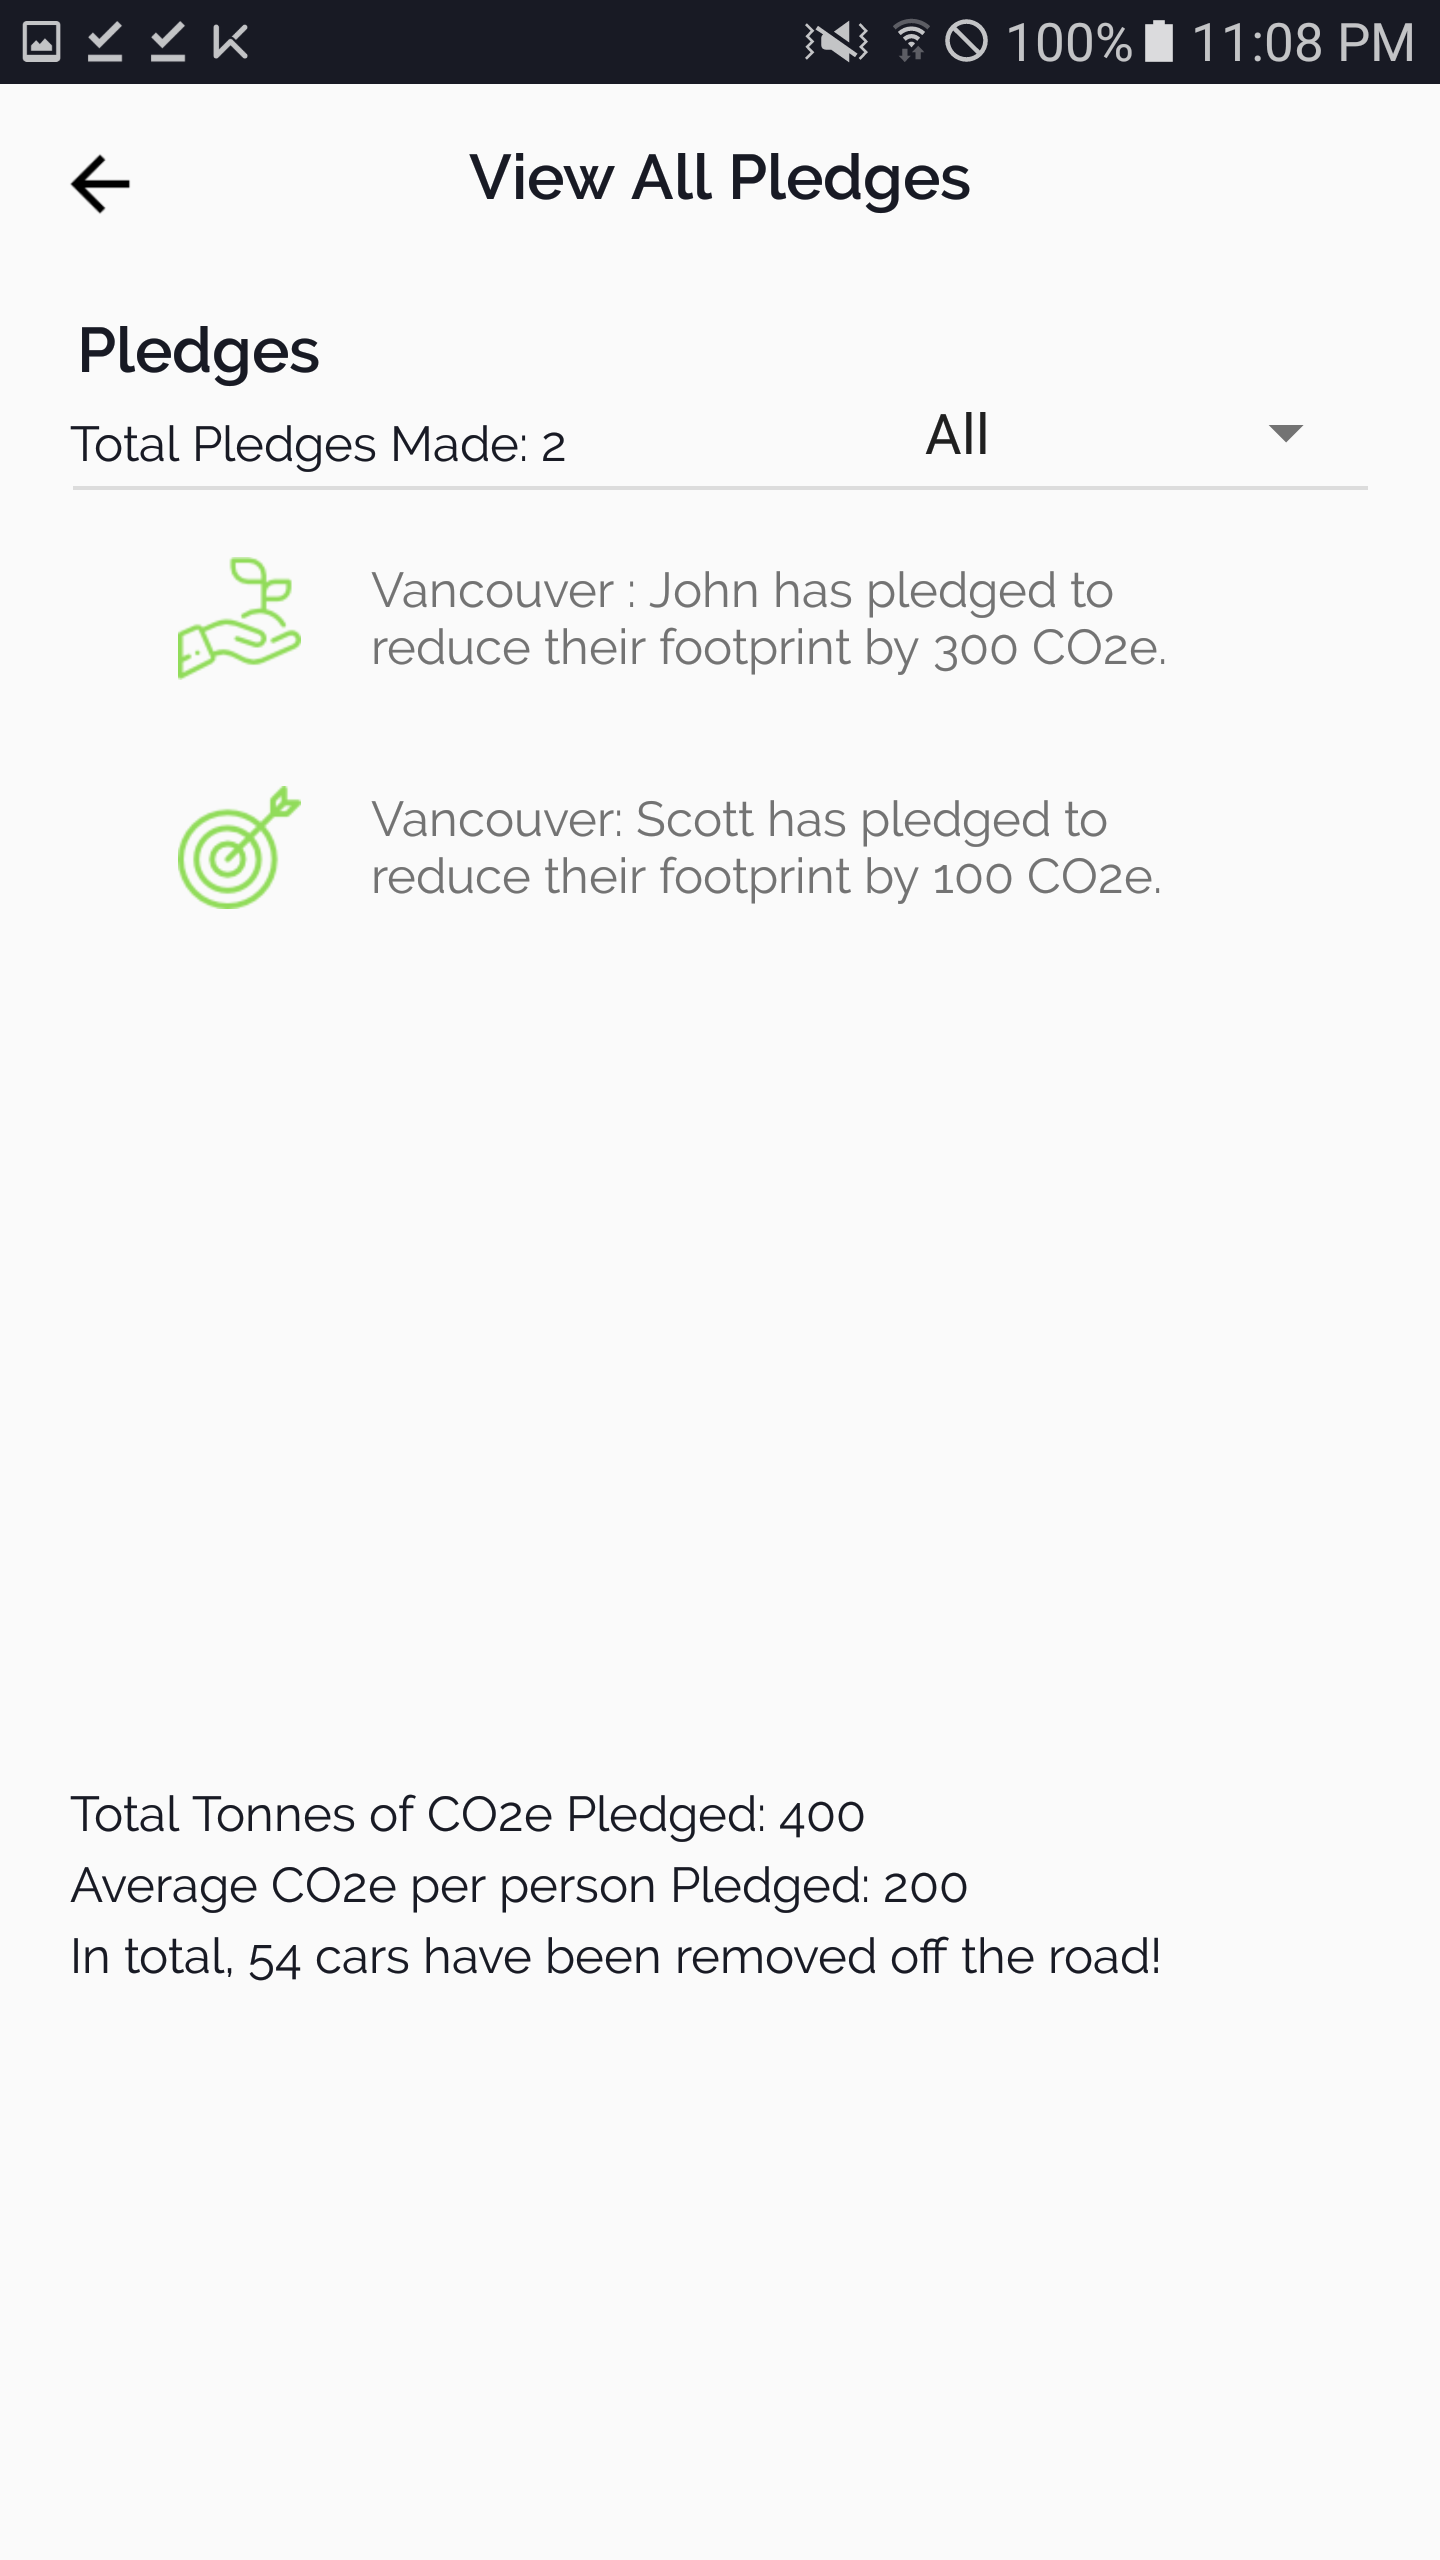 100% 11:08 PM
View All Pledges
Pledges
Total Pledges Made: 2
All
Vancouver : John has pledged to
reduce their footprint by 300 CO2e.
Vancouver: Scott has pledged to
reduce their footprint by 100 CO2e.
Total Tonnes of CO2e Pledged: 400
Average CO2e per person Pledged: 200
In total, 54 cars have been removed off the road!